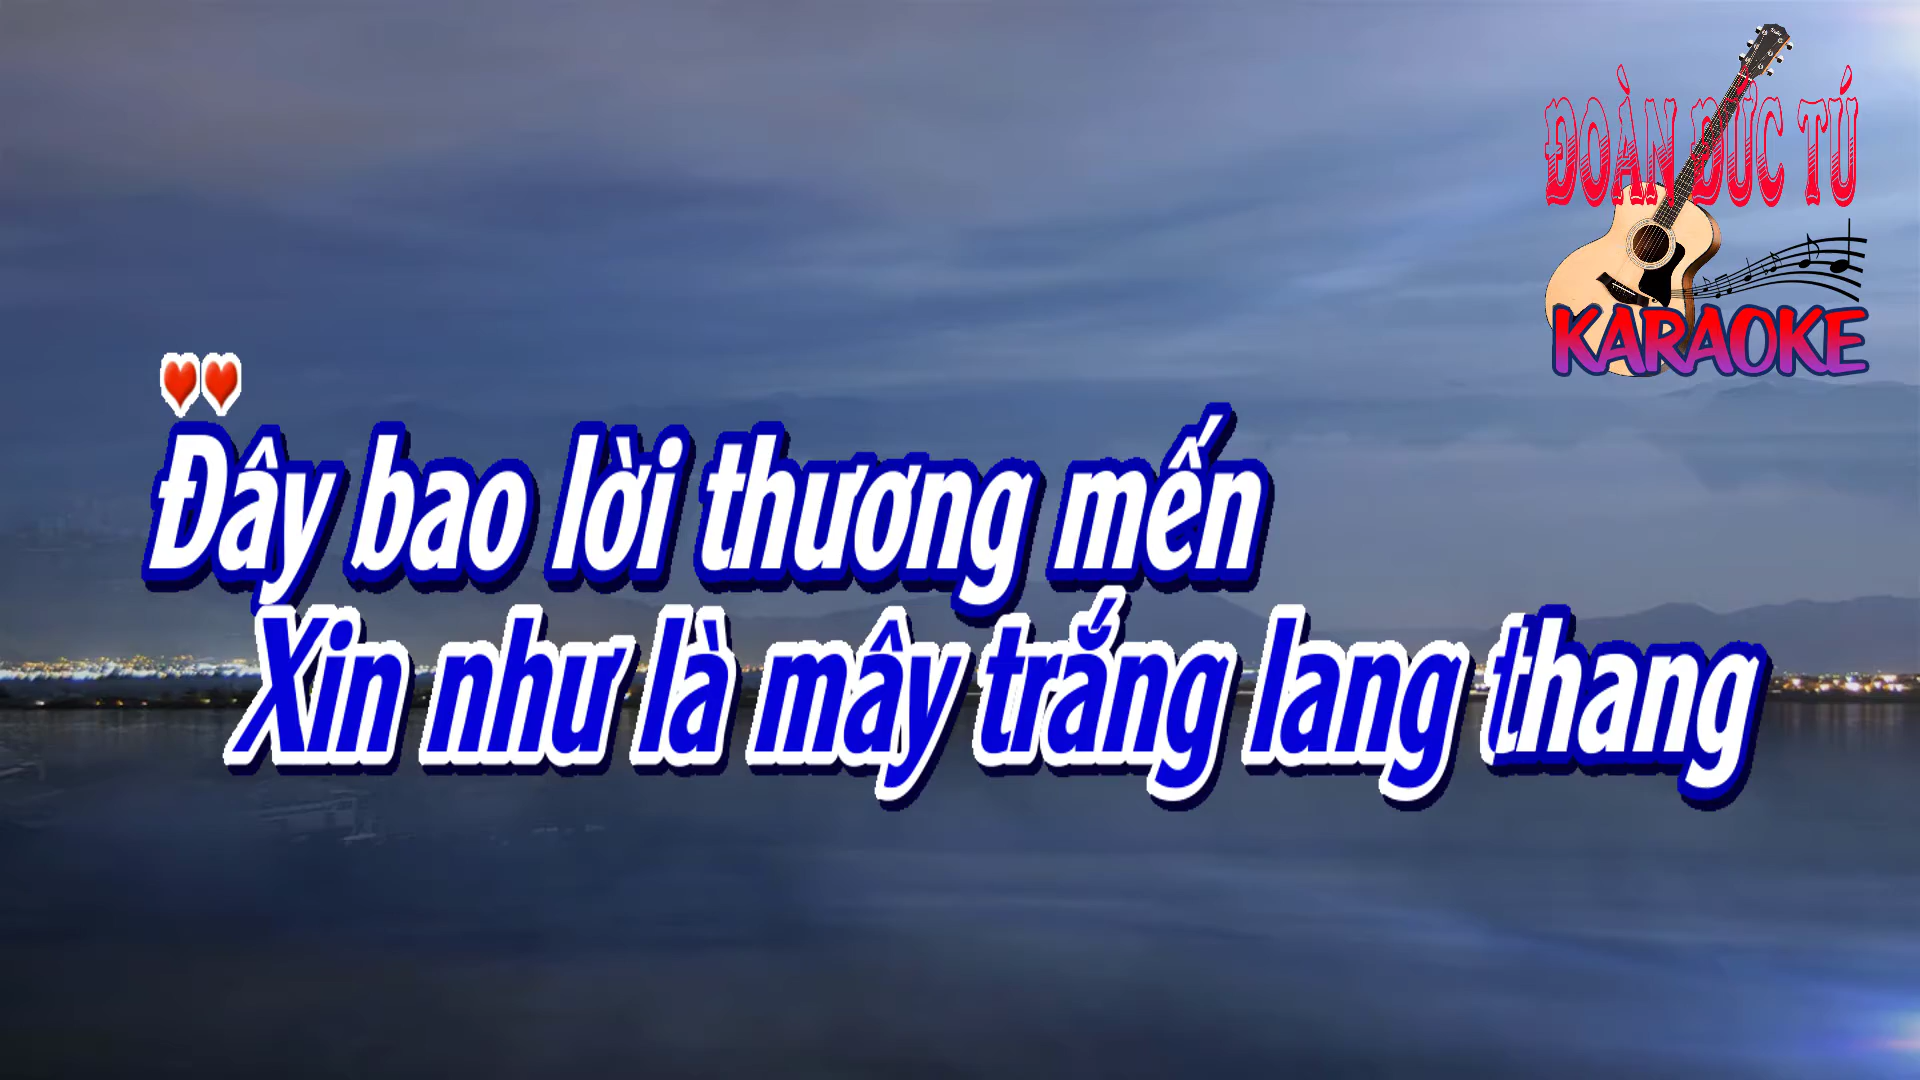 ĐOÀN ĐỨC TÚ
KARAOKE
Đây bao lời thương mến
Xin như là mây trắng lang thang